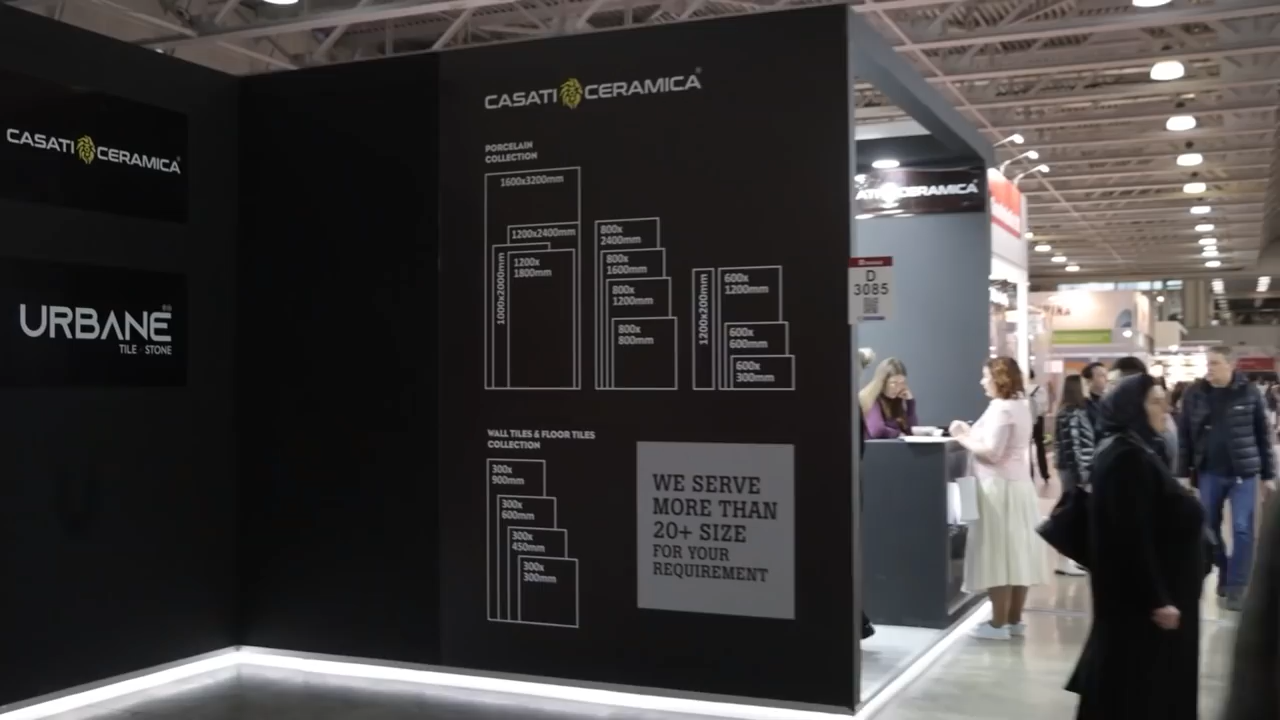 CASATI CERAMICA
URBANE
TILE STONE
CASATI CERAMICA
PORCELAIN
COLLECTION
1600x3200mm
1200x2400mm
1000x2000mm
1200x
1800mm
800x
2400mm
800x
1600mm
800x
1200mm
800x
800mm
1200x200mm
600x
1200mm
600x
600mm
600x
300mm
WALL TILES & FLOOR TILES
COLLECTION
300x
900mm
300x
600mm
300x
450mm
300x
300mm
WE SERVE
MORE THAN
20+ SIZE
FOR YOUR
REQUIREMENT
CERAMICA
D
3085